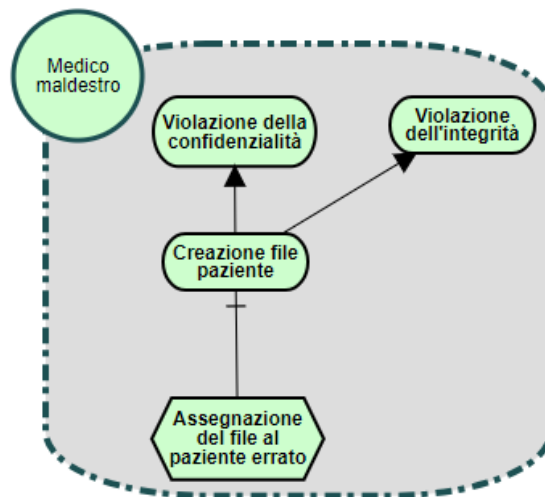 Medico
maldestro
Violazione della
confidenzialità
Violazione
dell'integrità
Creazione file
paziente
Assegnazione
del file al
paziente errato